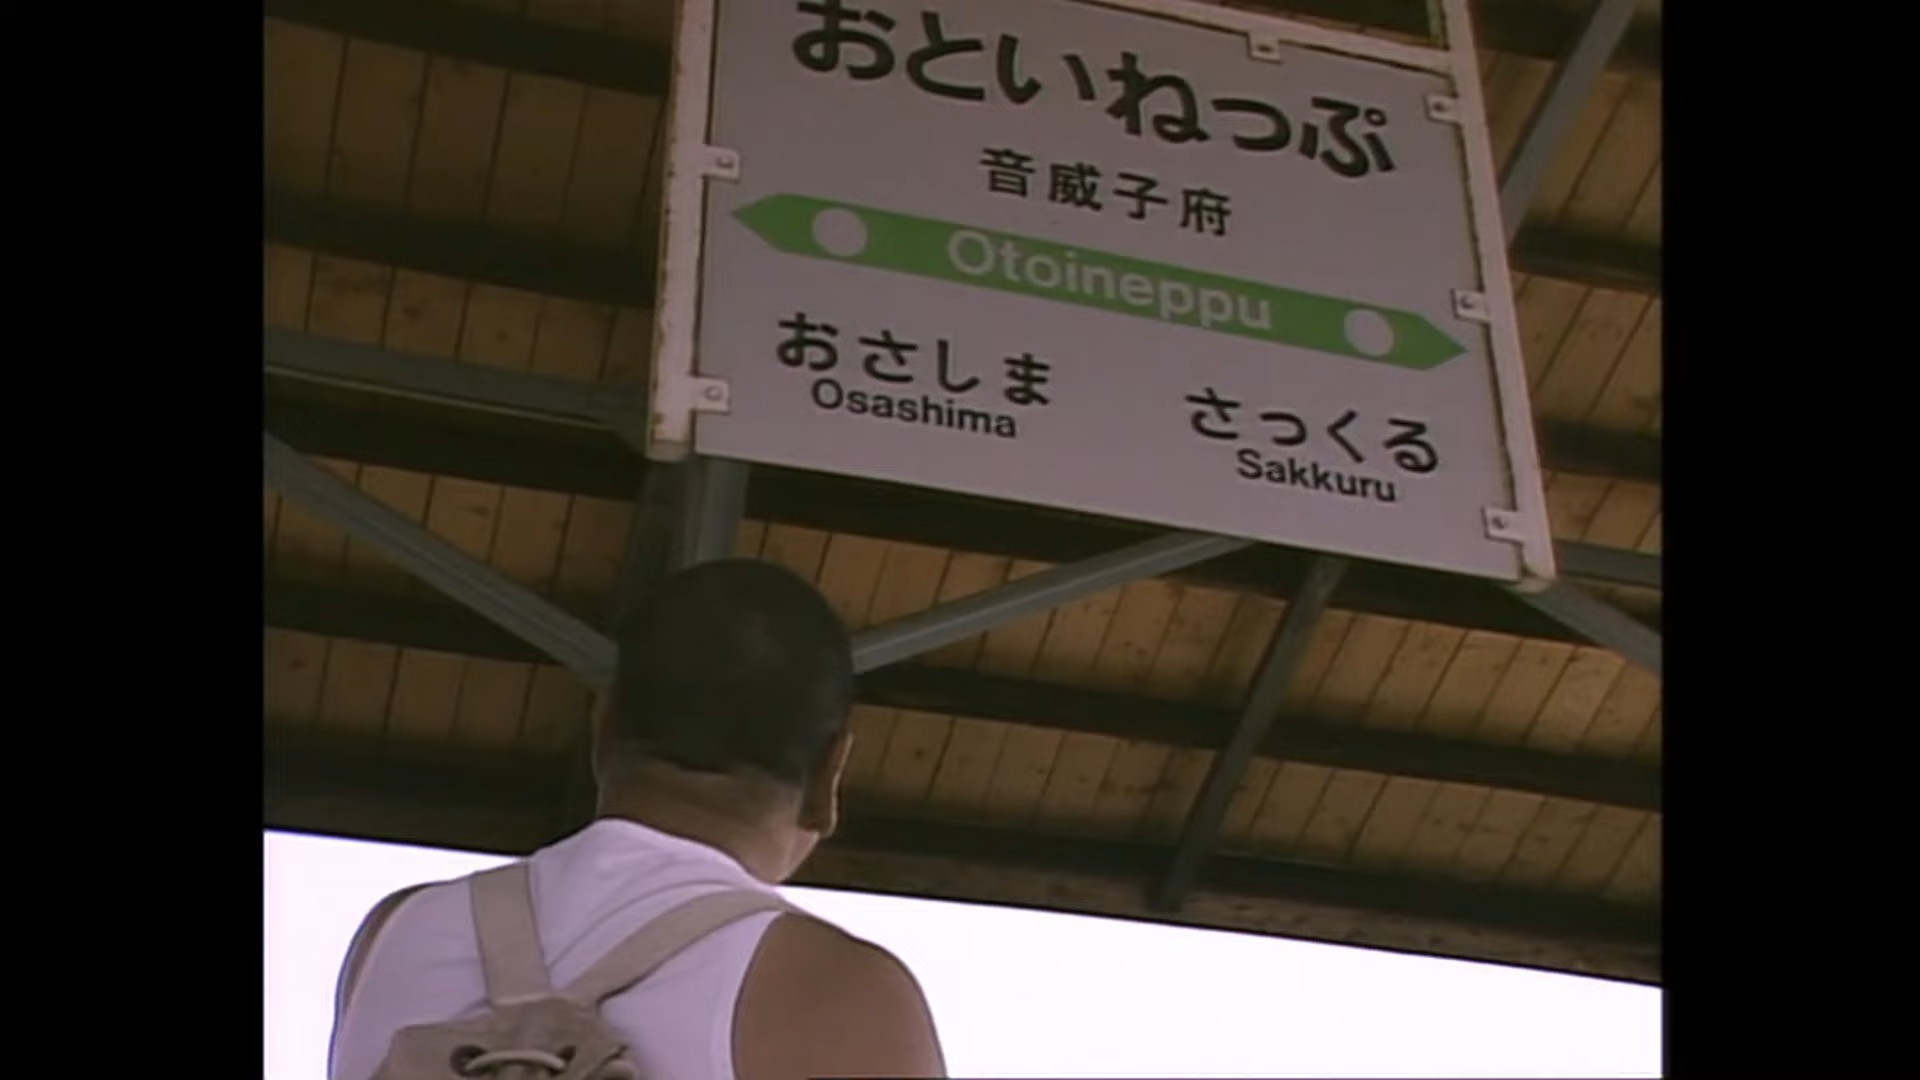 おといねっぷ
音威子府
Otoineppu
おさしま
Osashima
さっくる
Sakkuru